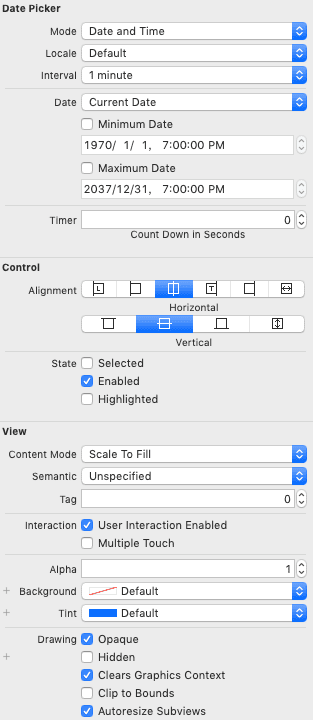 Date Picker
Mode Date and Time
Locale Default
Interval 1 minute
Date Current Date
Minimum Date
1970/ 1/ 1, 7:00:00 PM
Maximum Date
2037/12/31, 7:00:00 PM
Timer 0
Count Down in Seconds
Control
Alignment L T
Horizontal
Vertical
State Selected
Enabled
Highlighted
View
Content Mode Scale To Fill
Semantic Unspecified
Tag 0
Interaction User Interaction Enabled
Multiple Touch
Alpha 1
+ Background Default
+ Tint Default
Drawing Opaque
+ Hidden
Clears Graphics Context
Clip to Bounds
Autoresize Subviews